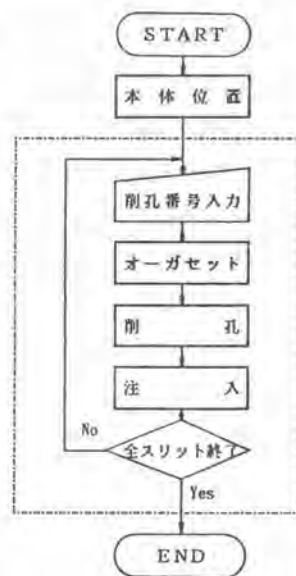 START
本体位置
削孔番号入力
オーガセット
削孔
注入
全スリット終了
No
Yes
END